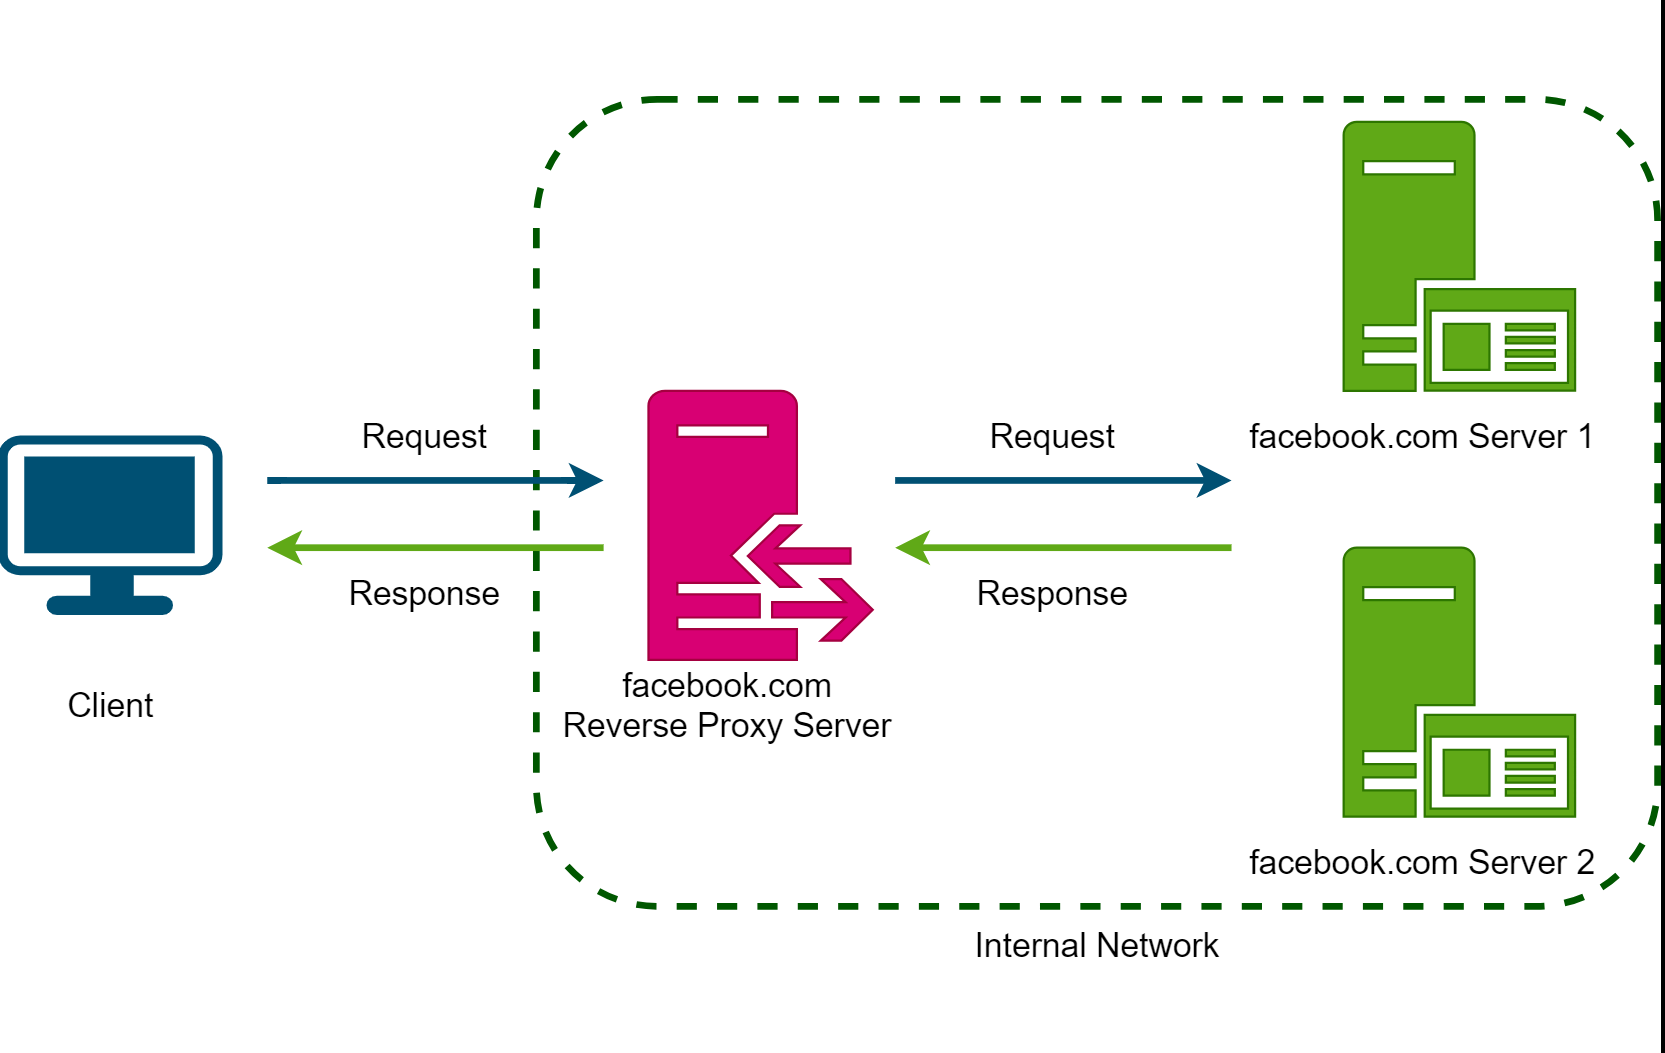 Request
Request
facebook.com Server 1
Response
Response
Client
facebook.com
Reverse Proxy Server
facebook.com Server 2
Internal Network